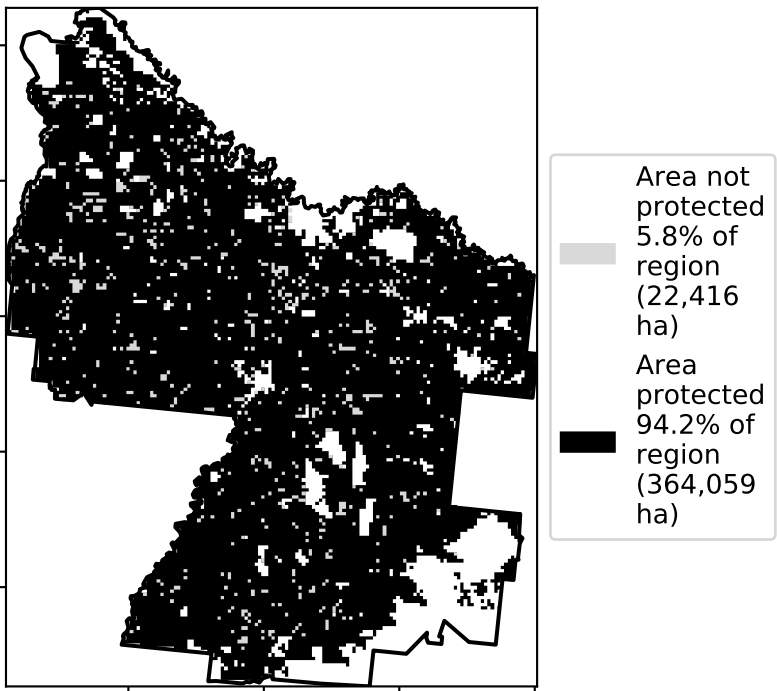 Area not
protected
5.8% of
region
(22,416
ha)
Area
protected
94.2% of
region
(364,059
ha)